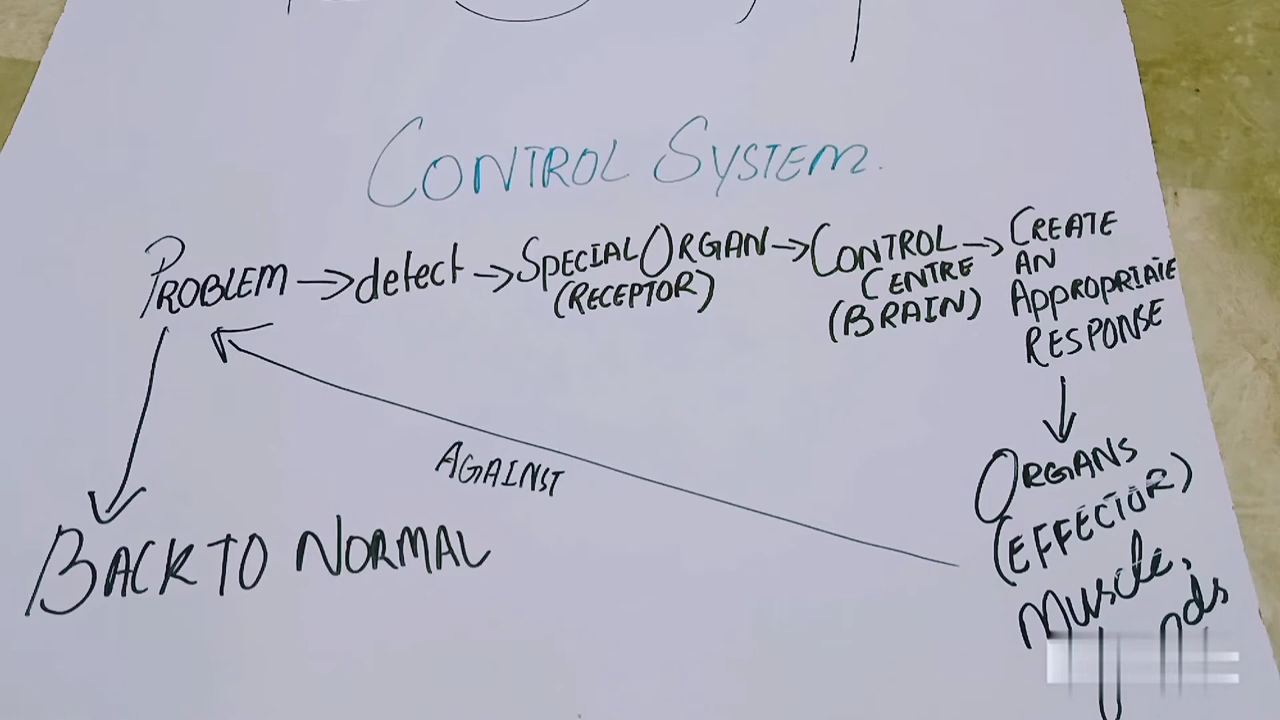 CONTROL SYSTEM.
PROBLEM → detect → SPECIAL ORGAN → CONTROL → CREATE
(RECEPTOR) CENTRE AN
(BRAIN) APPROPRIATE
RESPONSE
AGAINST
ORGANS
(EFFECTOR)
Muscle,
BACK TO NORMAL